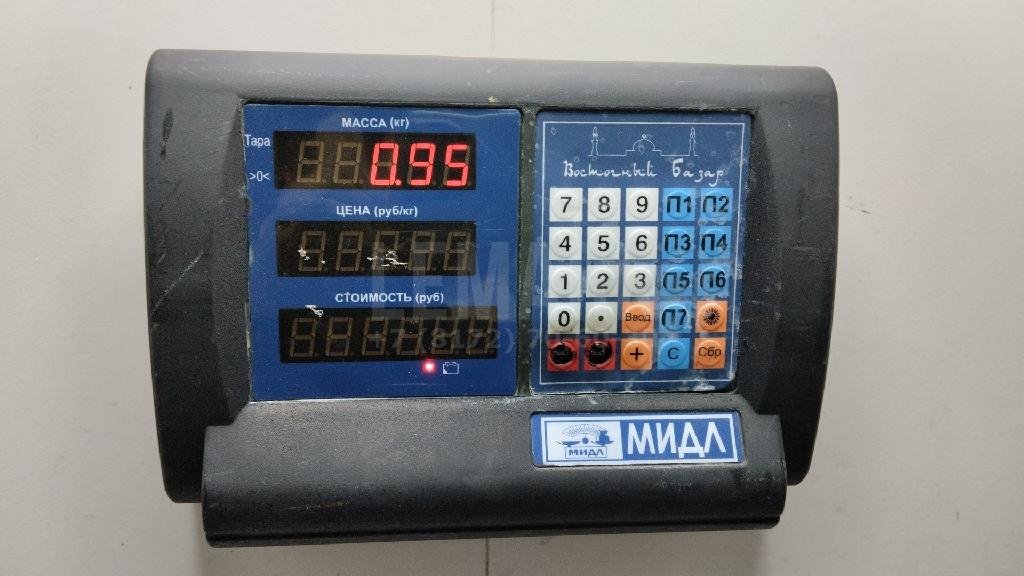 МАССА (кг)
Тара
0.95
>0<
ЦЕНА (руб/кг)
СТОИМОСТЬ (руб)
Восточный Базар
7 8 9 П1 П2
4 5 6 П3 П4
1 2 3 П5 П6
0 . Ввод П7
+ С Сбр
МИДЛ
МИДЛ